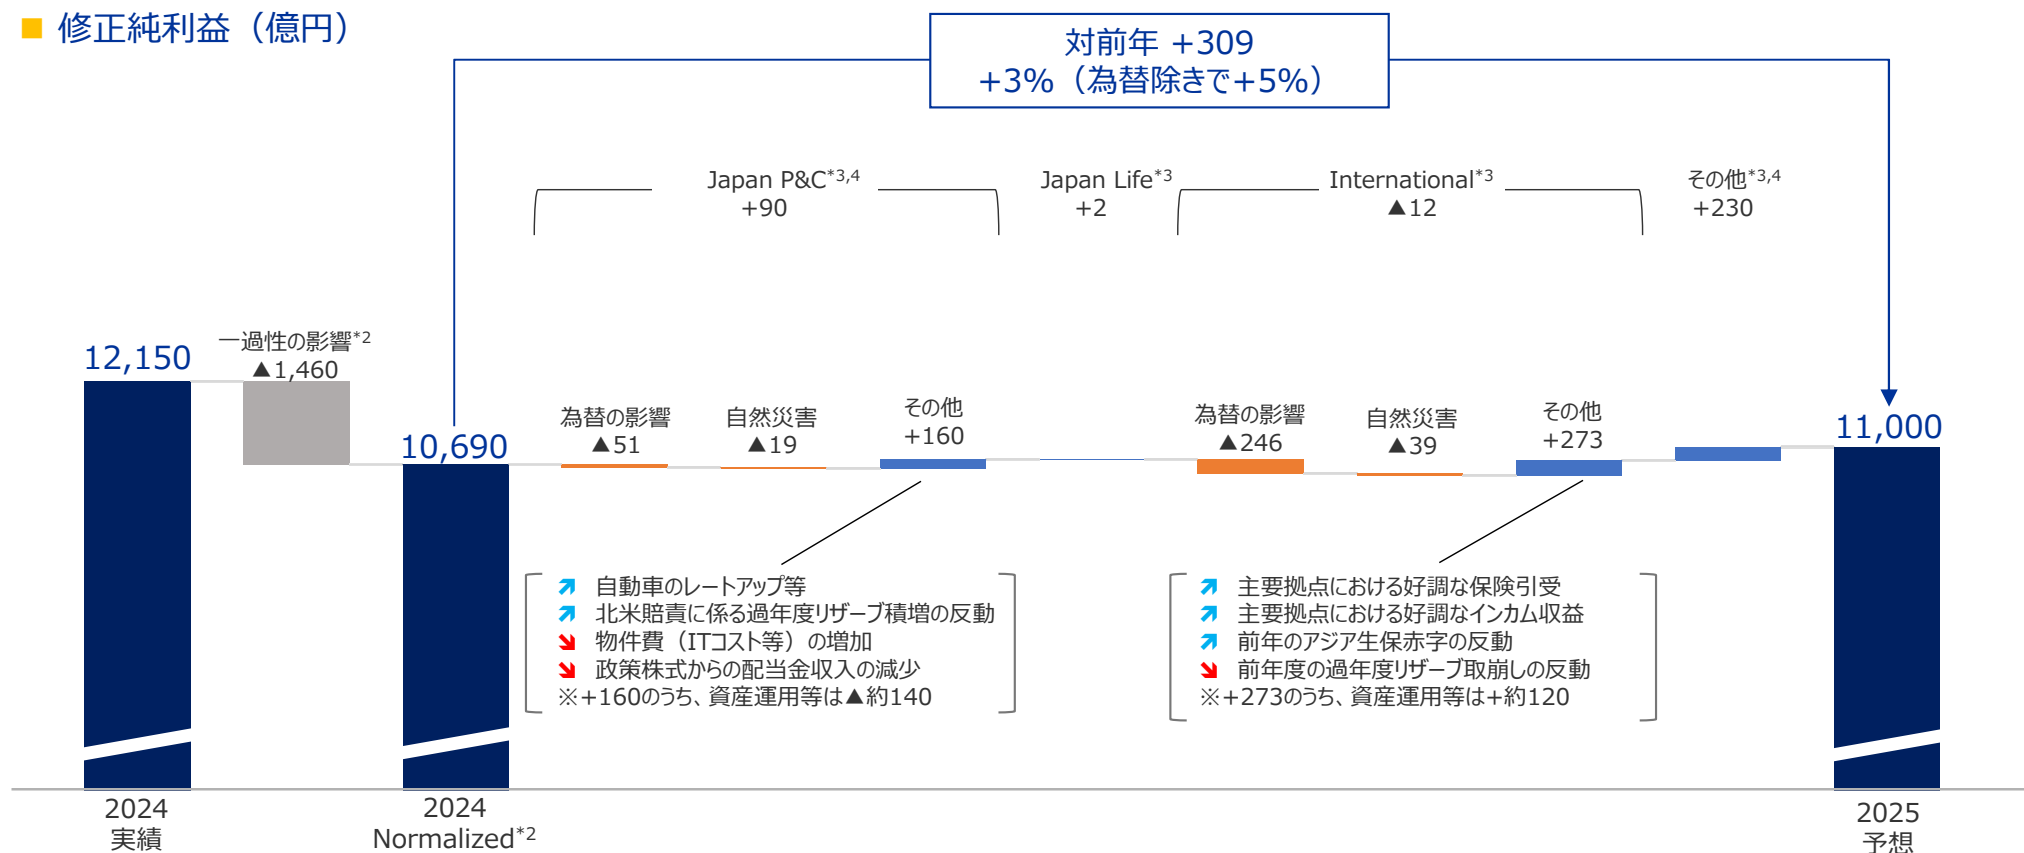 修正純利益（億円）
対前年 +309
+3%（為替除きで+5%）
Japan P&C*3,4
+90
Japan Life*3
+2
International*3
▲12
その他*3,4
+230
12,150
一過性の影響*2
▲1,460
10,690
為替の影響
▲51
自然災害
▲19
その他
+160
為替の影響
▲246
自然災害
▲39
その他
+273
11,000
自動車のレートアップ等
北米賠責に係る過年度リザーブ積増の反動
物件費（ITコスト等）の増加
政策株式からの配当金収入の減少
※+160のうち、資産運用等は▲約140
主要拠点における好調な保険引受
主要拠点における好調なインカム収益
前年のアジア生保赤字の反動
前年度の過年度リザーブ取崩しの反動
※+273のうち、資産運用等は+約120
2024
実績
2024
Normalized*2
2025
予想